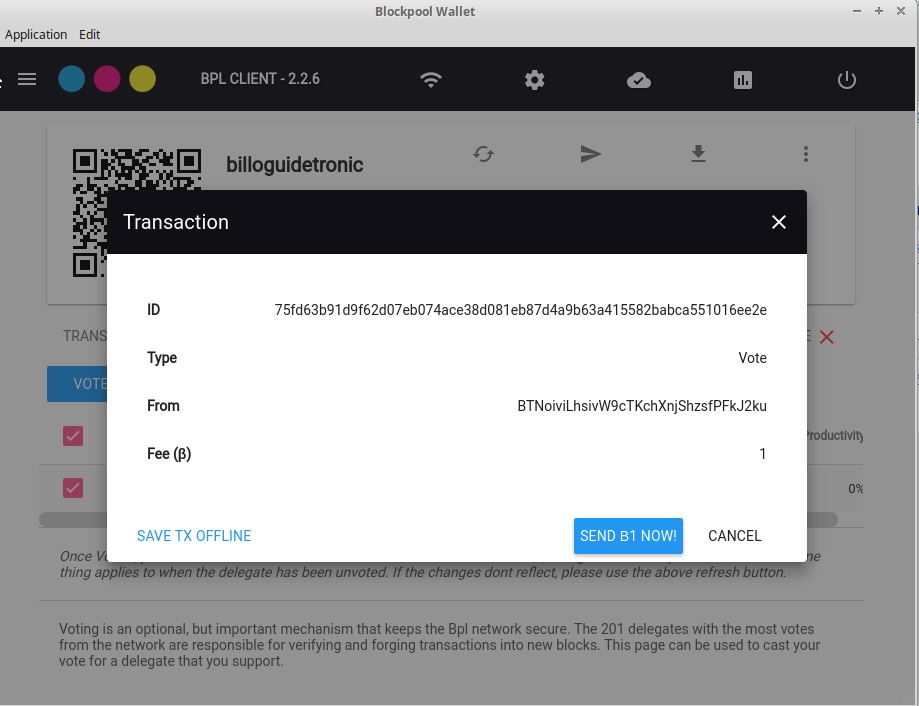 Blockpool Wallet
Application Edit
BPL CLIENT - 2.2.6
billoguidetronic
Transaction
ID 75fd63b91d9f62d07eb074ace38d081eb87d4a9b63a415582babca551016ee2e
TRANS
Type Vote
VOTE
From BTNoiviLhsivW9cTKchXnjShzsfPFkJ2ku
Productivity
Fee (β) 1
0%
SAVE TX OFFLINE SEND B1 NOW! CANCEL
Once me
thing applies to when the delegate has been unvoted. If the changes dont reflect, please use the above refresh button.
Voting is an optional, but important mechanism that keeps the Bpl network secure. The 201 delegates with the most votes
from the network are responsible for verifying and forging transactions into new blocks. This page can be used to cast your
vote for a delegate that you support.